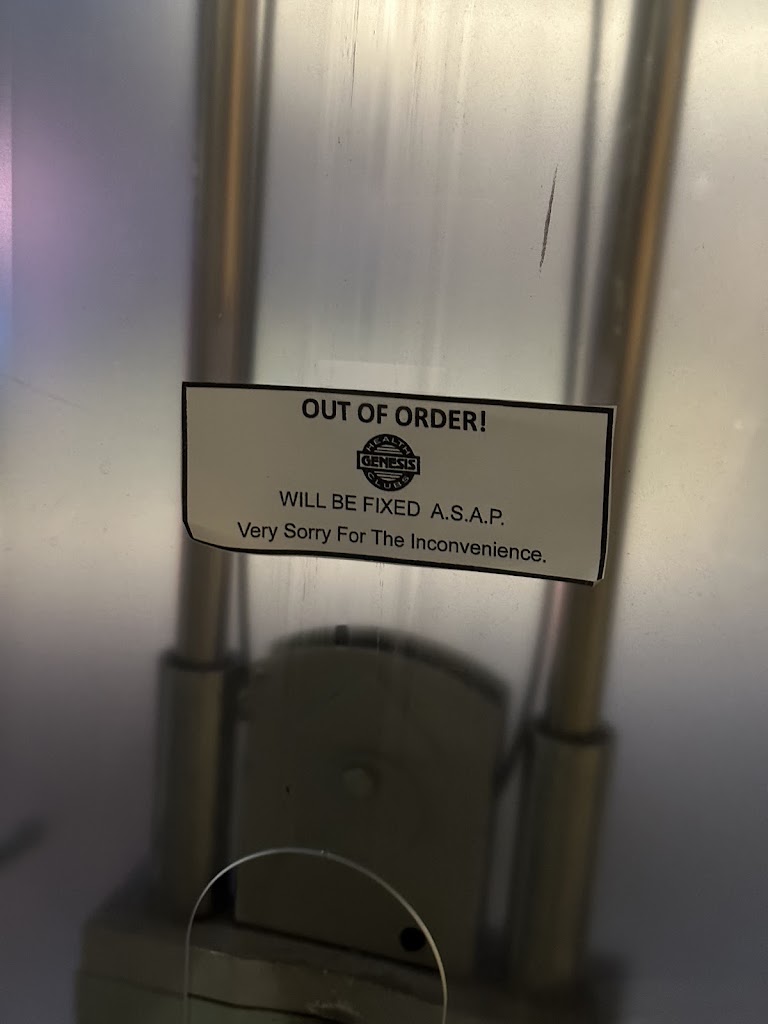 OUT OF ORDER!
HEALTH
GENESIS
CLUBS
WILL BE FIXED A.S.A.P.
Very Sorry For The Inconvenience.